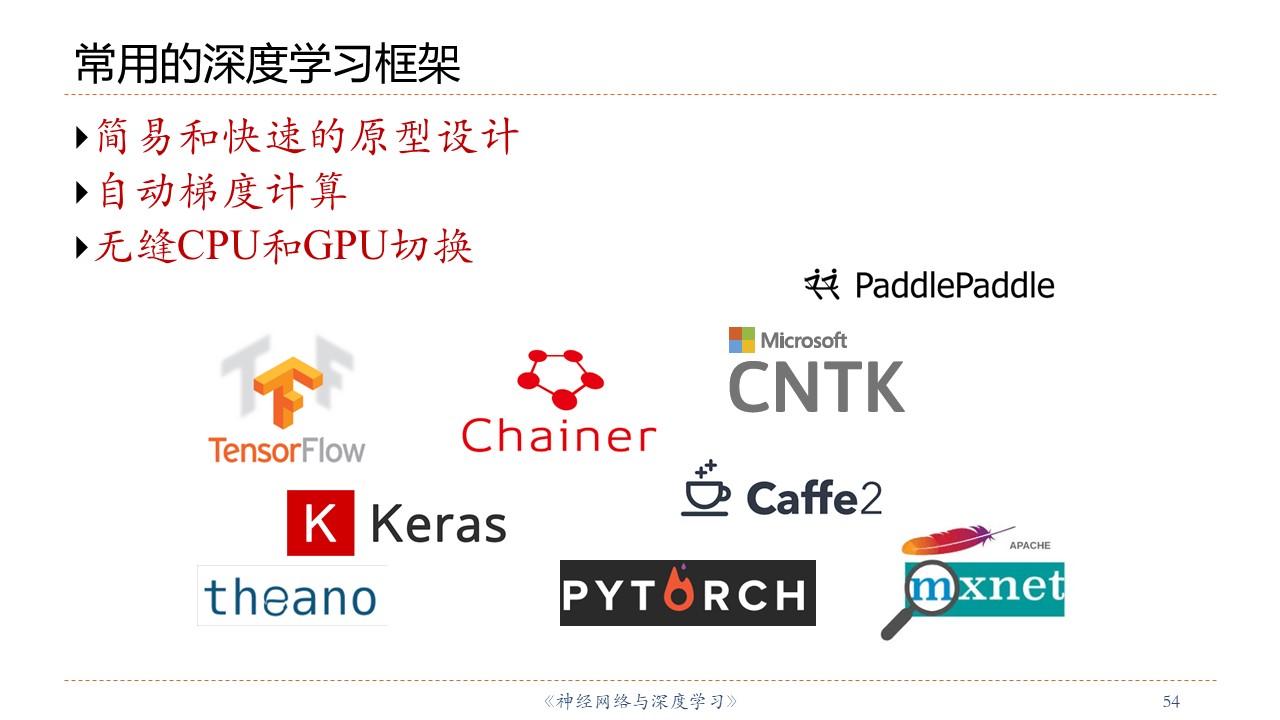 常用的深度学习框架
简易和快速的原型设计
自动梯度计算
无缝CPU和GPU切换
PaddlePaddle
Microsoft
CNTK
TensorFlow
Chainer
Caffe2
K Keras
APACHE
mxnet
theano
PYTORCH
《神经网络与深度学习》
54